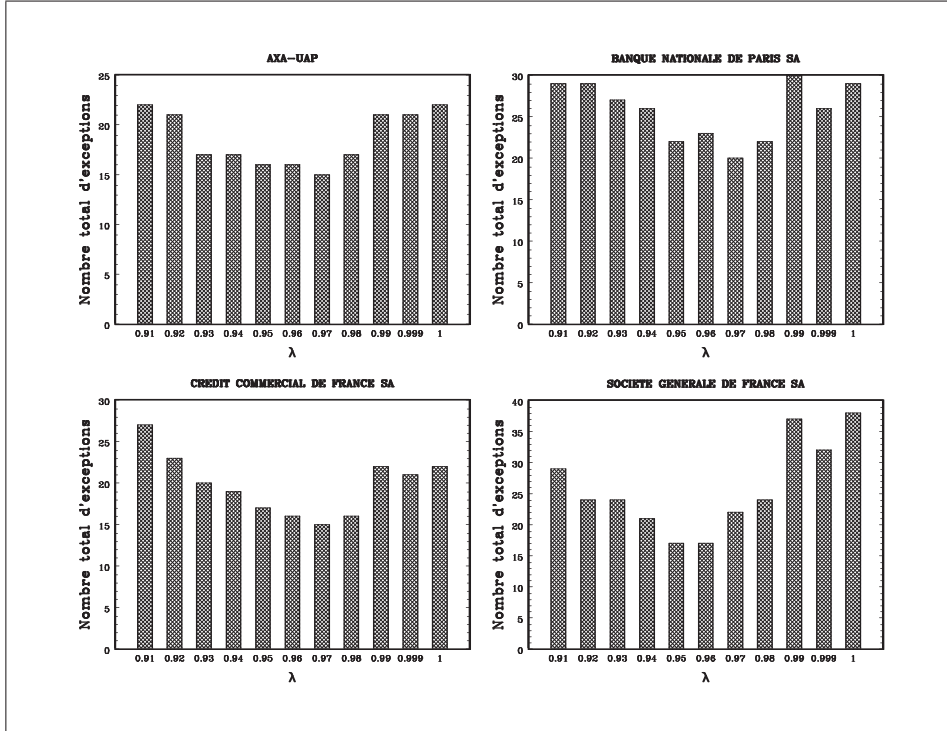 AXA-UAP
Nombre total d'exceptions
25
20
15
10
5
0
0.91 0.92 0.93 0.94 0.95 0.96 0.97 0.98 0.99 0.999 1
λ
BANQUE NATIONALE DE PARIS SA
Nombre total d'exceptions
30
25
20
15
10
5
0
0.91 0.92 0.93 0.94 0.95 0.96 0.97 0.98 0.99 0.999 1
λ
CREDIT COMMERCIAL DE FRANCE SA
Nombre total d'exceptions
30
25
20
15
10
5
0
0.91 0.92 0.93 0.94 0.95 0.96 0.97 0.98 0.99 0.999 1
λ
SOCIETE GENERALE DE FRANCE SA
Nombre total d'exceptions
40
35
30
25
20
15
10
5
0
0.91 0.92 0.93 0.94 0.95 0.96 0.97 0.98 0.99 0.999 1
λ